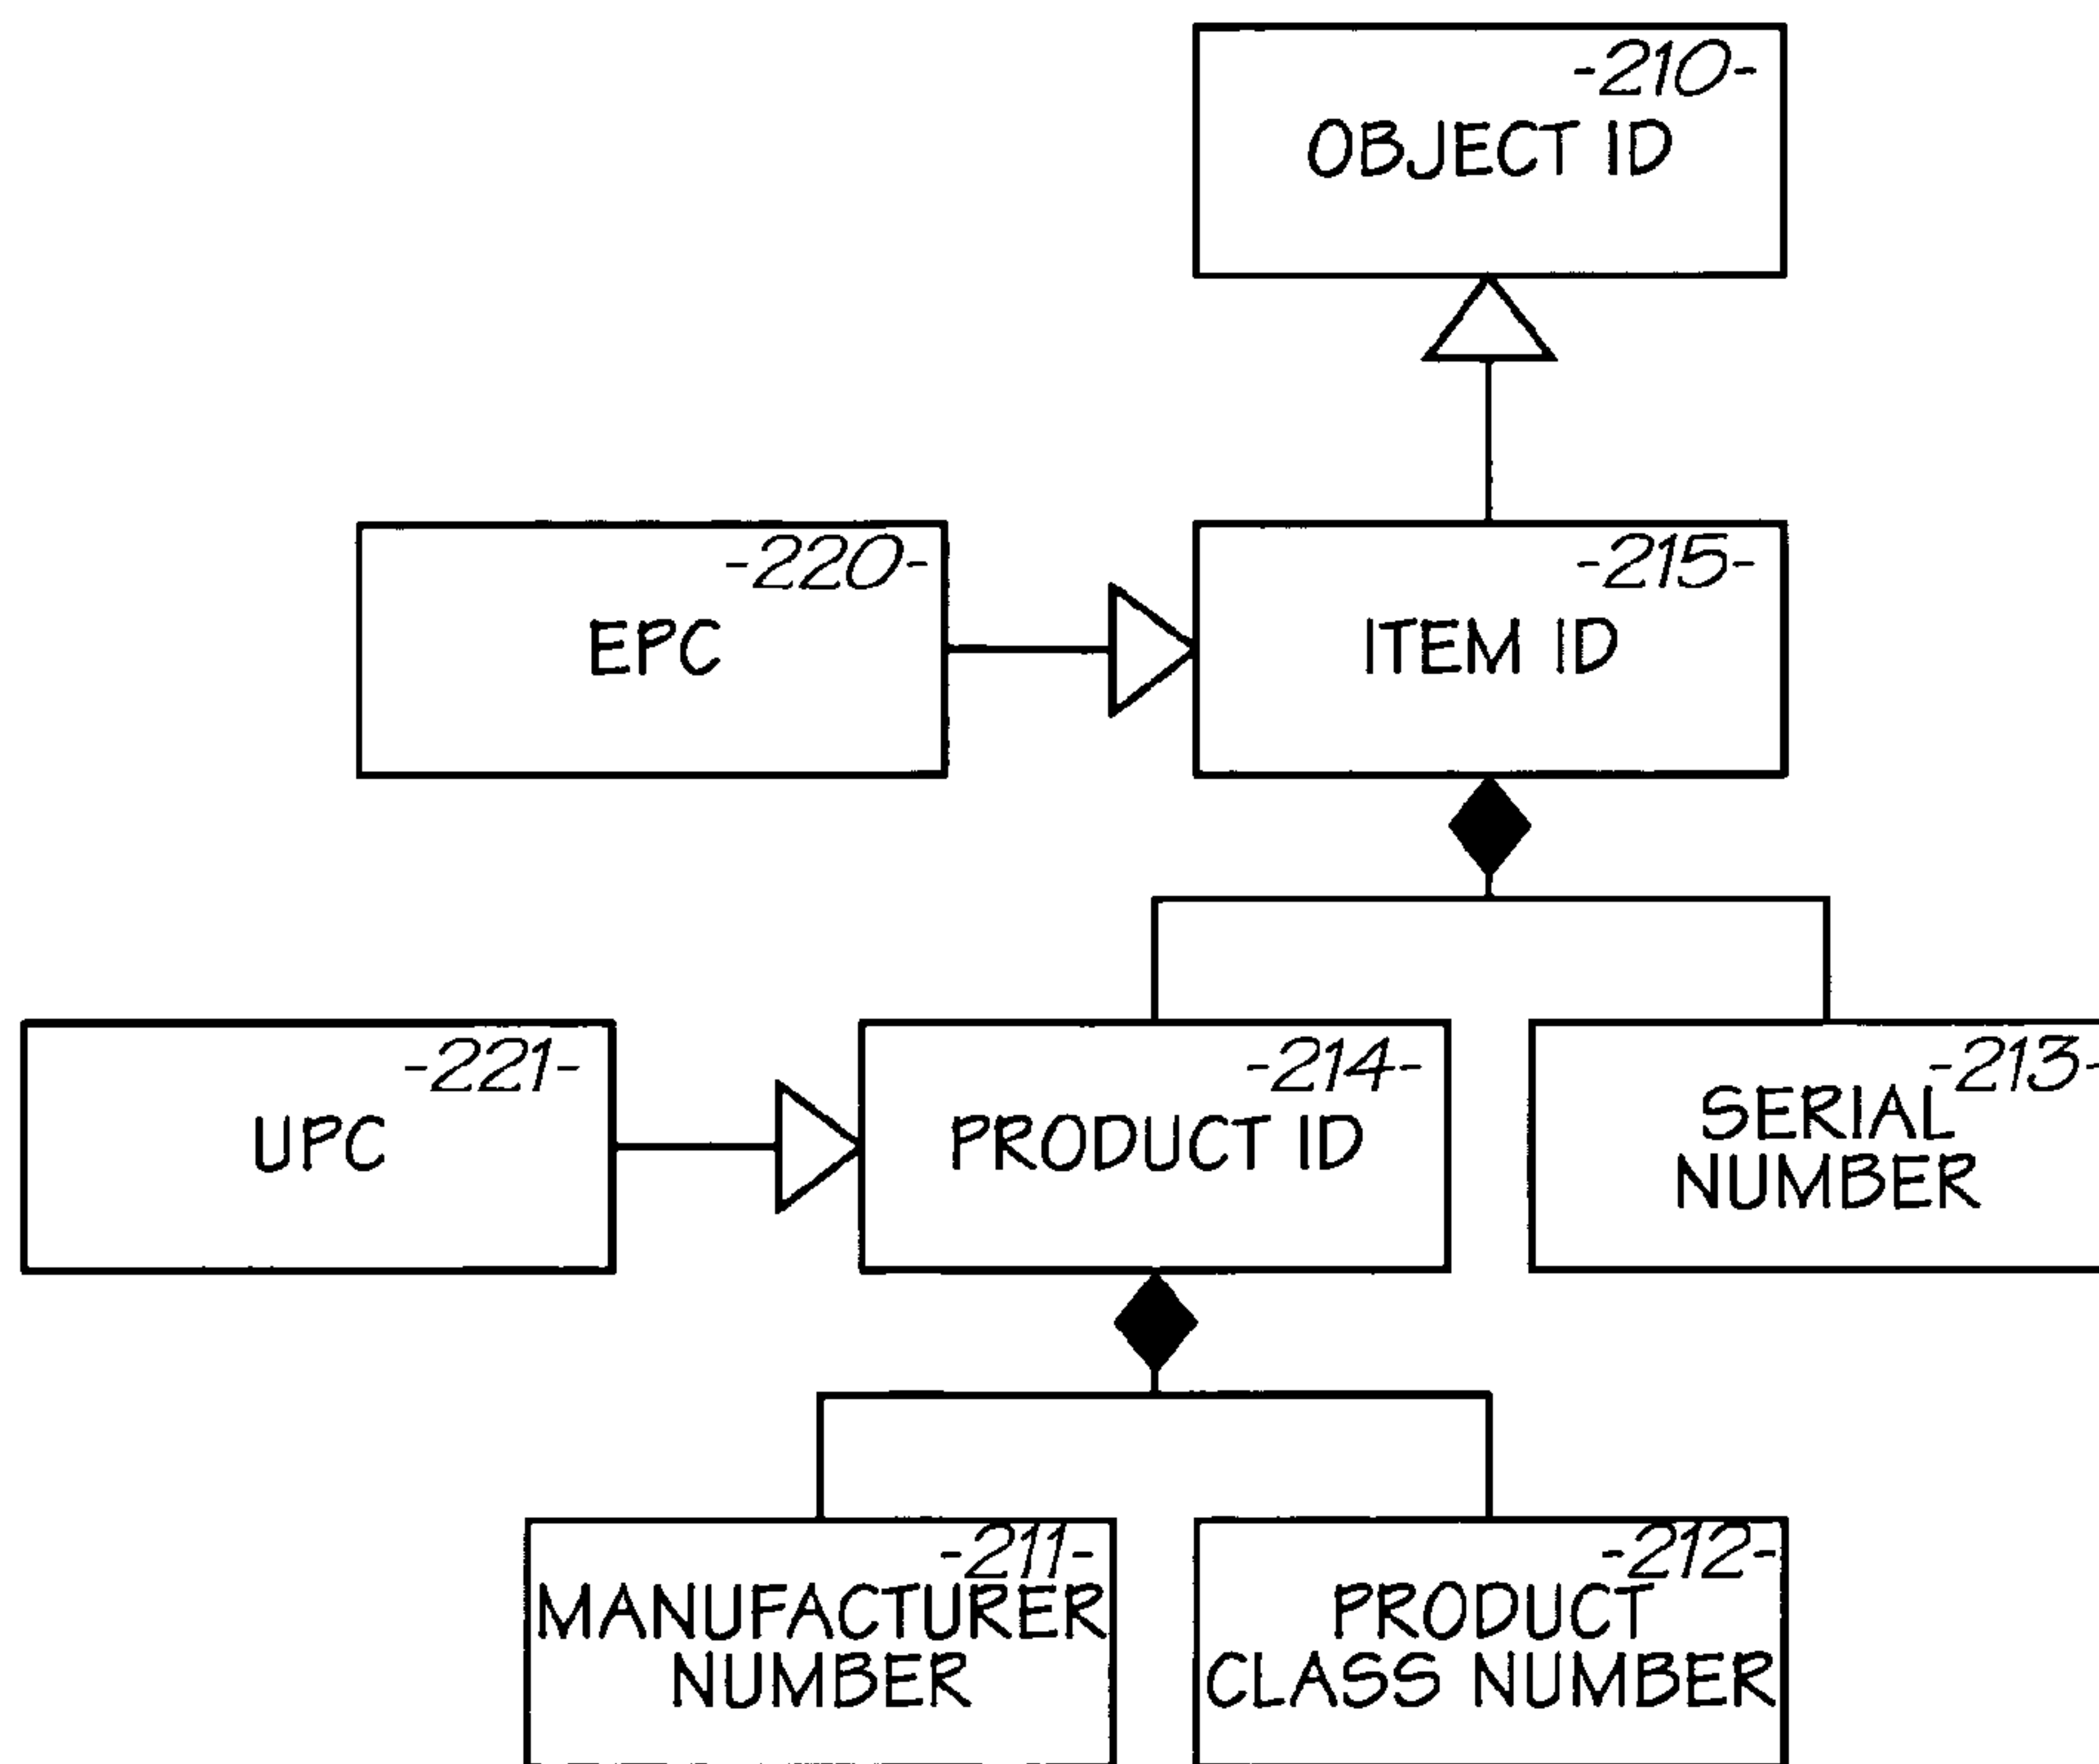 -210-
OBJECT ID
-220-
EPC
-215-
ITEM ID
-221-
UPC
-214-
PRODUCT ID
-213-
SERIAL
NUMBER
-211-
MANUFACTURER
NUMBER
-212-
PRODUCT
CLASS NUMBER